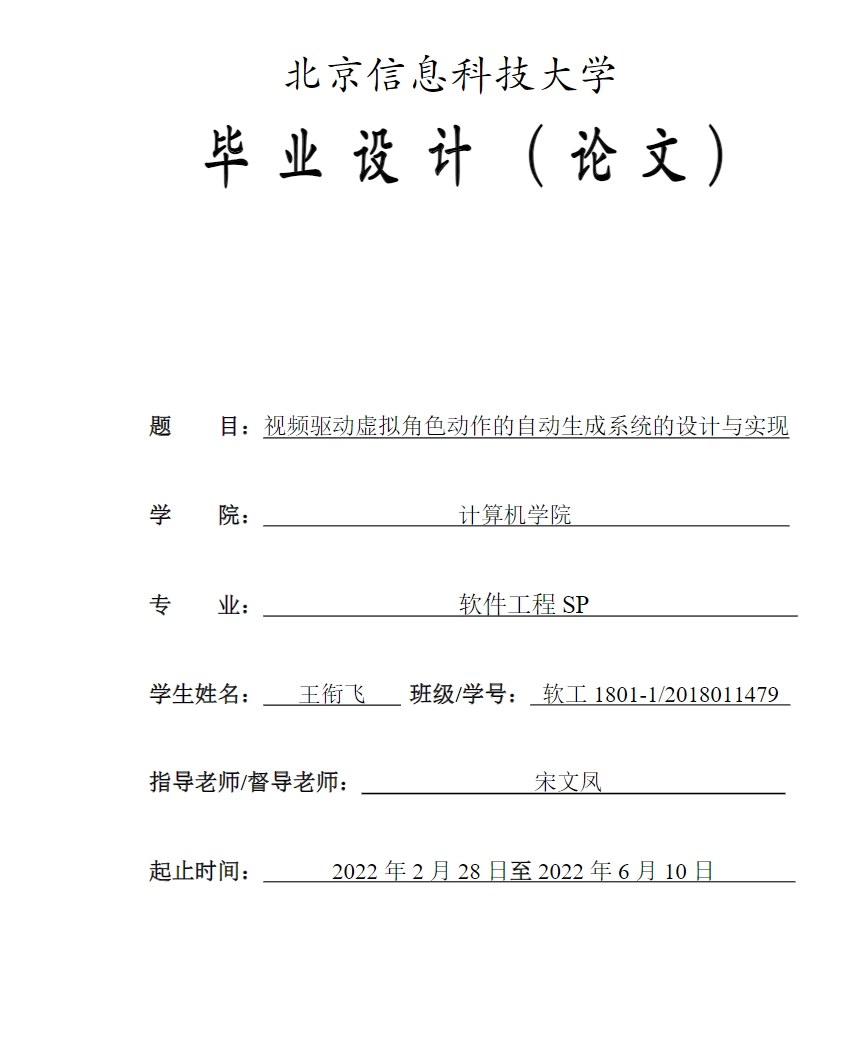 北京信息科技大学
毕业设计（论文）
题　　目：视频驱动虚拟角色动作的自动生成系统的设计与实现
学　　院：计算机学院
专　　业：软件工程 SP
学生姓名：王衔飞 班级/学号：软工 1801-1/2018011479
指导老师/督导老师：宋文凤
起止时间：2022 年 2 月 28 日至 2022 年 6 月 10 日